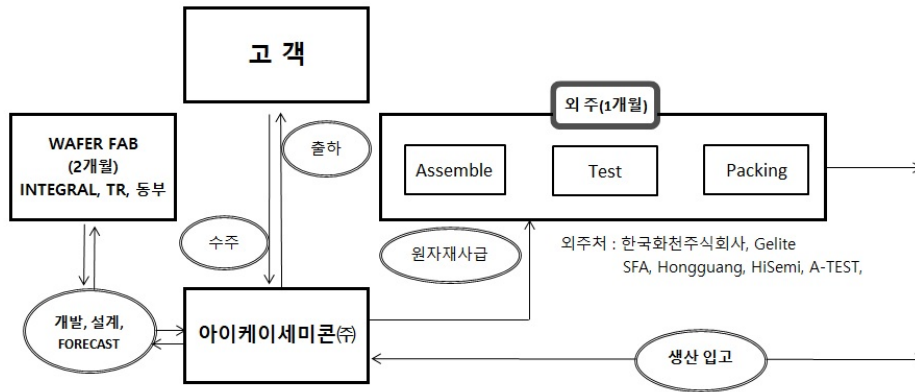 고 객
외 주(1개월)
WAFER FAB
(2개월)
INTEGRAL, TR, 동부
출하
Assemble
Test
Packing
수주
원자재사급
외주처 : 한국화천주식회사, Gelite
SFA, Hongguang, HiSemi, A-TEST,
개발, 설계,
FORECAST
아이케이세미콘㈜
생산 입고